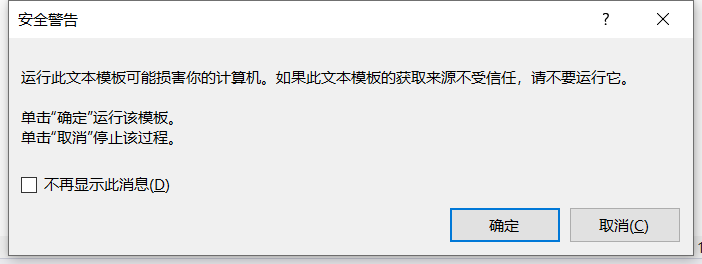 安全警告
?
运行此文本模板可能损害你的计算机。如果此文本模板的获取来源不受信任，请不要运行它。
单击“确定”运行该模板。
单击“取消”停止该过程。
不再显示此消息(D)
确定
取消(C)
1